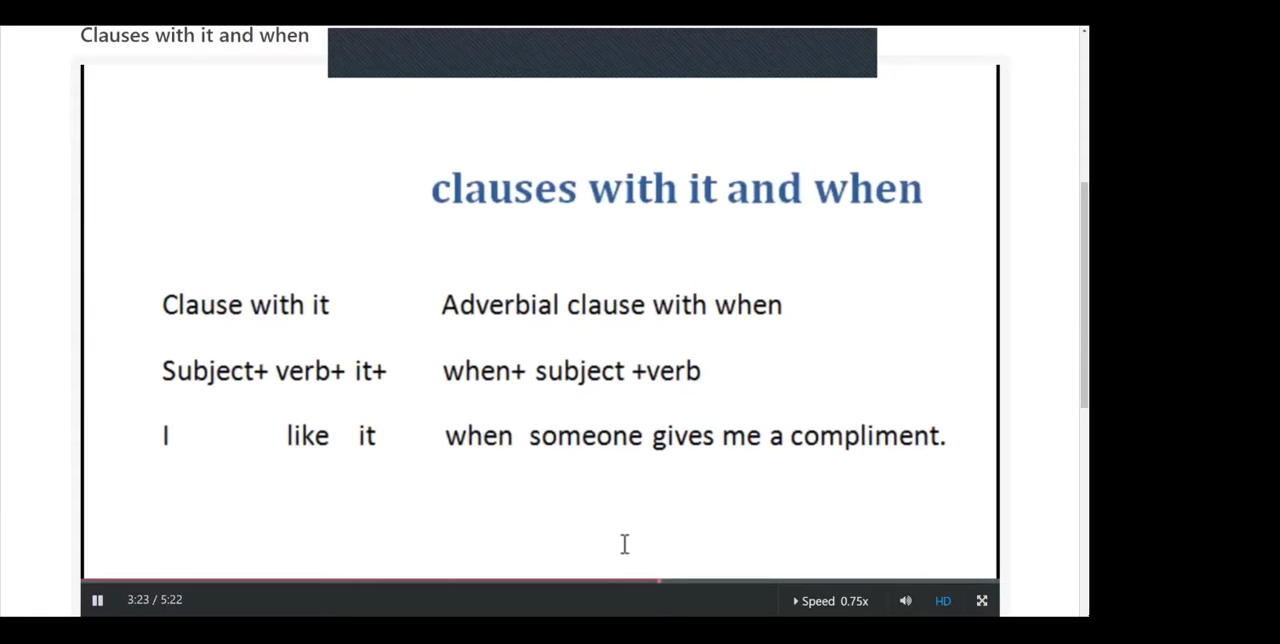 Clauses with it and when
clauses with it and when
Clause with it Adverbial clause with when
Subject+ verb+ it+ when+ subject +verb
I like it when someone gives me a compliment.
3:23 / 5:22 Speed 0.75x HD